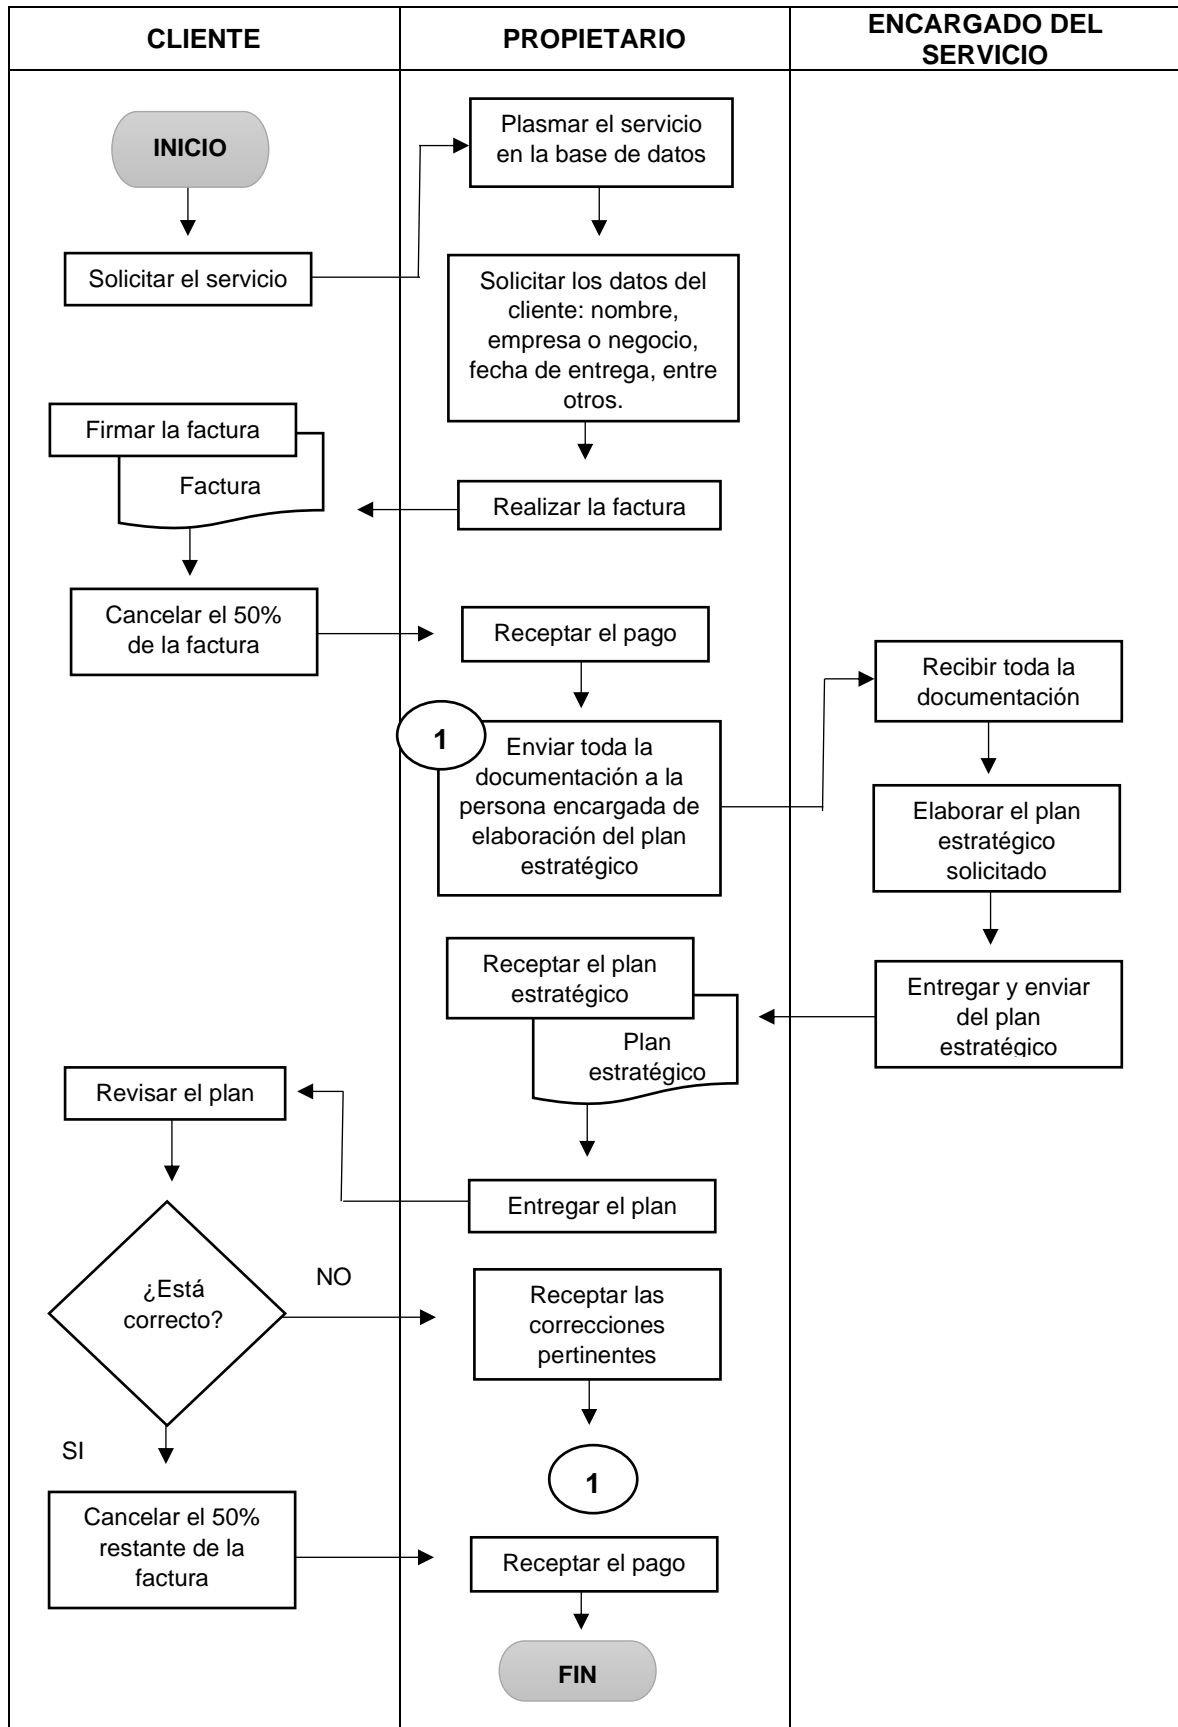 CLIENTE
PROPIETARIO
ENCARGADO DEL
SERVICIO
INICIO
Plasmar el servicio
en la base de datos
Solicitar el servicio
Solicitar los datos del
cliente: nombre,
empresa o negocio,
fecha de entrega, entre
otros.
Firmar la factura
Factura
Realizar la factura
Cancelar el 50%
de la factura
Receptar el pago
Recibir toda la
documentación
1
Enviar toda la
documentación a la
persona encargada de
elaboración del plan
estratégico
Elaborar el plan
estratégico
solicitado
Receptar el plan
estratégico
Plan
estratégico
Entregar y enviar
del plan
estratégico
Revisar el plan
Entregar el plan
¿Está
correcto?
NO
Receptar las
correcciones
pertinentes
SI
1
Cancelar el 50%
restante de la
factura
Receptar el pago
FIN